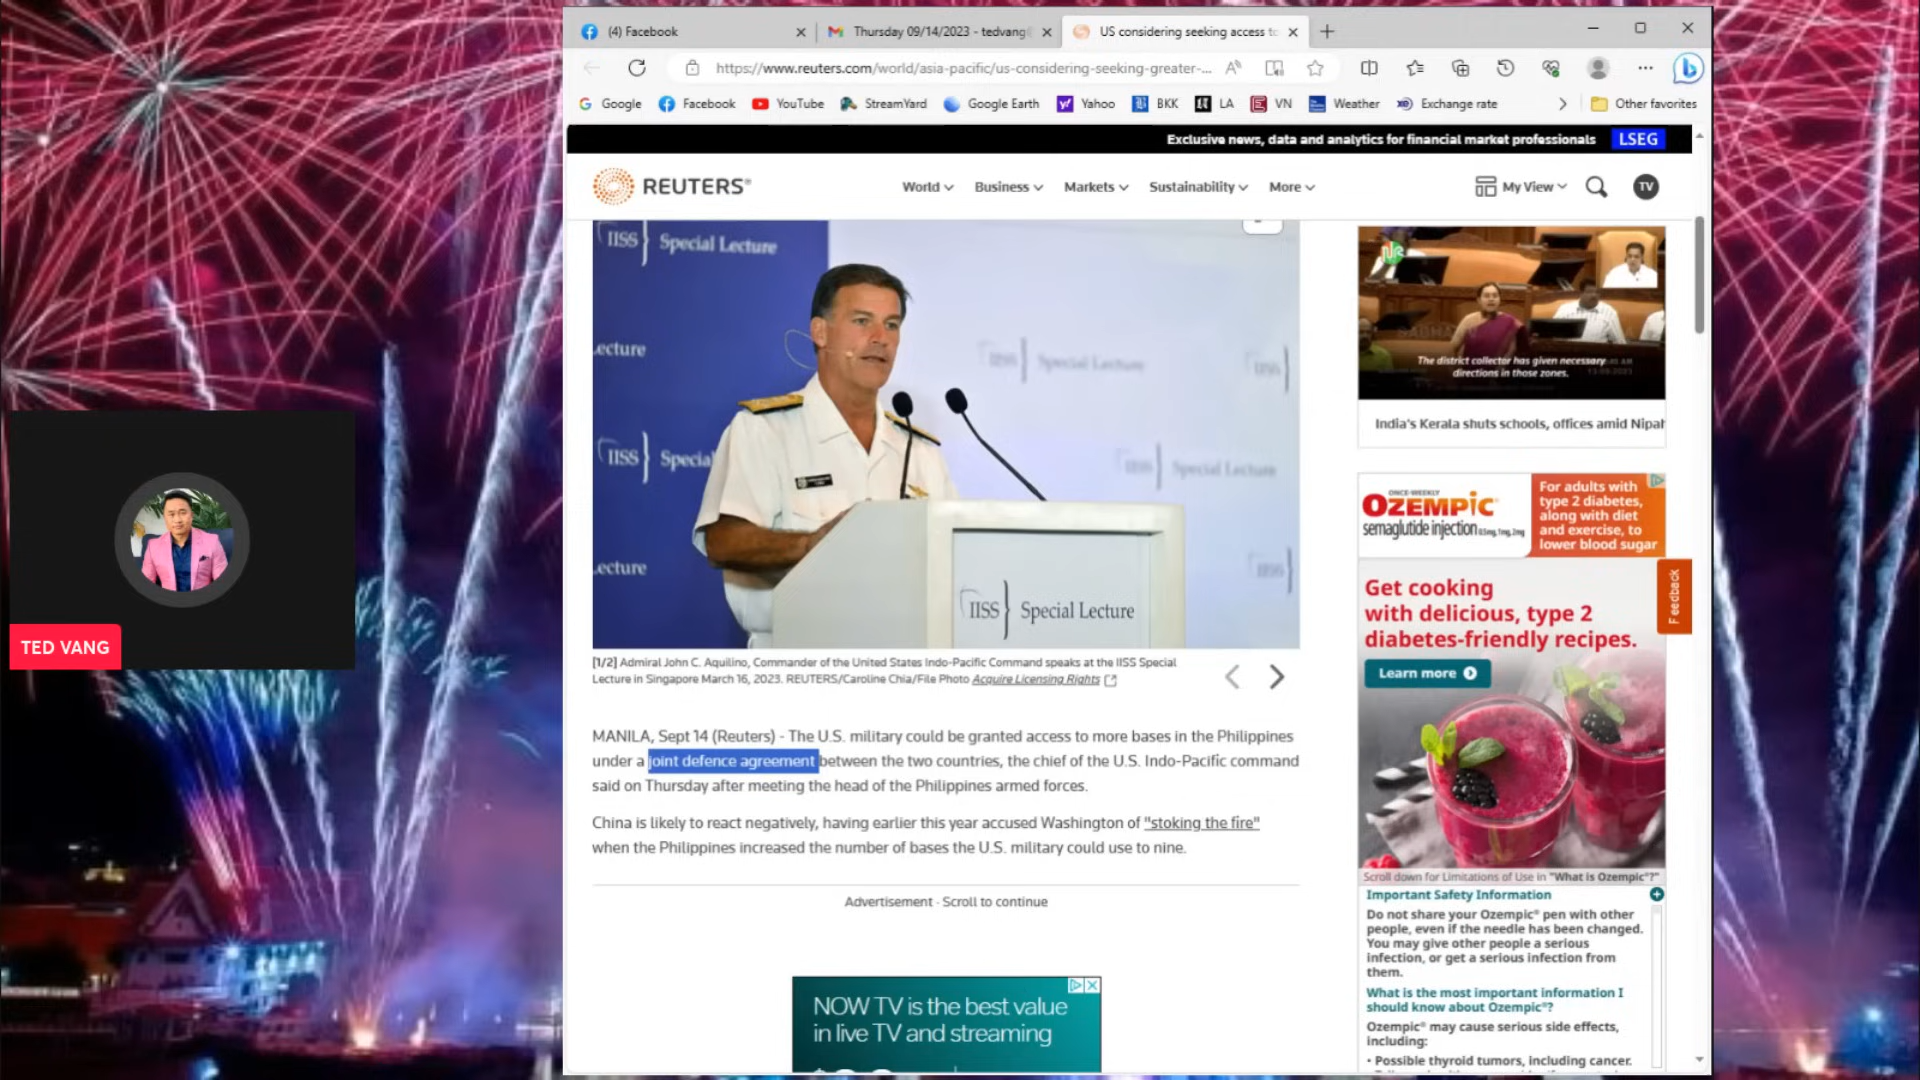 (4) Facebook
Thursday 09/14/2023 - tedvang
US considering seeking access to
https://www.reuters.com/world/asia-pacific/us-considering-seeking-greater-...
Google
Facebook
YouTube
StreamYard
Google Earth
Yahoo
BKK
LA
VN
Weather
Exchange rate
Other favorites
Exclusive news, data and analytics for financial market professionals
LSEG
REUTERS®
World
Business
Markets
Sustainability
More
My View
TV
IISS Special Lecture
ecture
IISS Special Lecture
IISS
IISS Special
IISS Special Lecture
ecture
IISS
IISS Special Lecture
The district collector has given necessary
directions in those zones.
India's Kerala shuts schools, offices amid Nipah
TED VANG
[1/2] Admiral John C. Aquilino, Commander of the United States Indo-Pacific Command speaks at the IISS Special
Lecture in Singapore March 16, 2023. REUTERS/Caroline Chia/File Photo Acquire Licensing Rights
MANILA, Sept 14 (Reuters) - The U.S. military could be granted access to more bases in the Philippines
under a joint defence agreement between the two countries, the chief of the U.S. Indo-Pacific command
said on Thursday after meeting the head of the Philippines armed forces.
China is likely to react negatively, having earlier this year accused Washington of "stoking the fire"
when the Philippines increased the number of bases the U.S. military could use to nine.
Advertisement · Scroll to continue
NOW TV is the best value
in live TV and streaming
ONCE-WEEKLY
OZEMPIC®
semaglutide injection
For adults with
type 2 diabetes,
along with diet
and exercise, to
lower blood sugar
Get cooking
with delicious, type 2
diabetes-friendly recipes.
Learn more
Feedback
Scroll down for Limitations of Use in "What is Ozempic®?"
Important Safety Information
Do not share your Ozempic® pen with other
people, even if the needle has been changed.
You may give other people a serious
infection, or get a serious infection from
them.
What is the most important information I
should know about Ozempic®?
Ozempic® may cause serious side effects,
including:
• Possible thyroid tumors, including cancer.